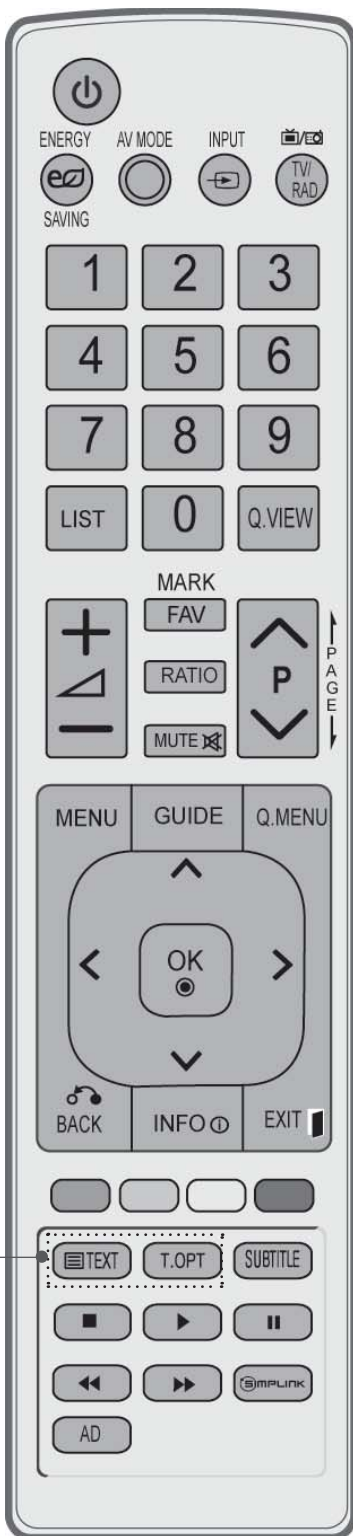 ENERGY AV MODE INPUT
TV/
RAD
SAVING
1 2 3
4 5 6
7 8 9
LIST 0 Q.VIEW
MARK
FAV
RATIO
P
PAGE
MUTE
MENU GUIDE Q.MENU
OK
BACK INFO EXIT
TEXT T.OPT SUBTITLE
SIMPLINK
AD